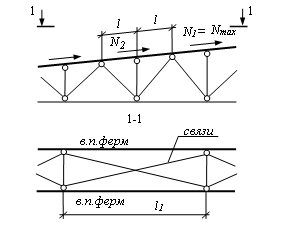 1 1
l l N₁ = Nmax
N₂
1-1
связи
в.п.ферм
в.п.ферм l₁